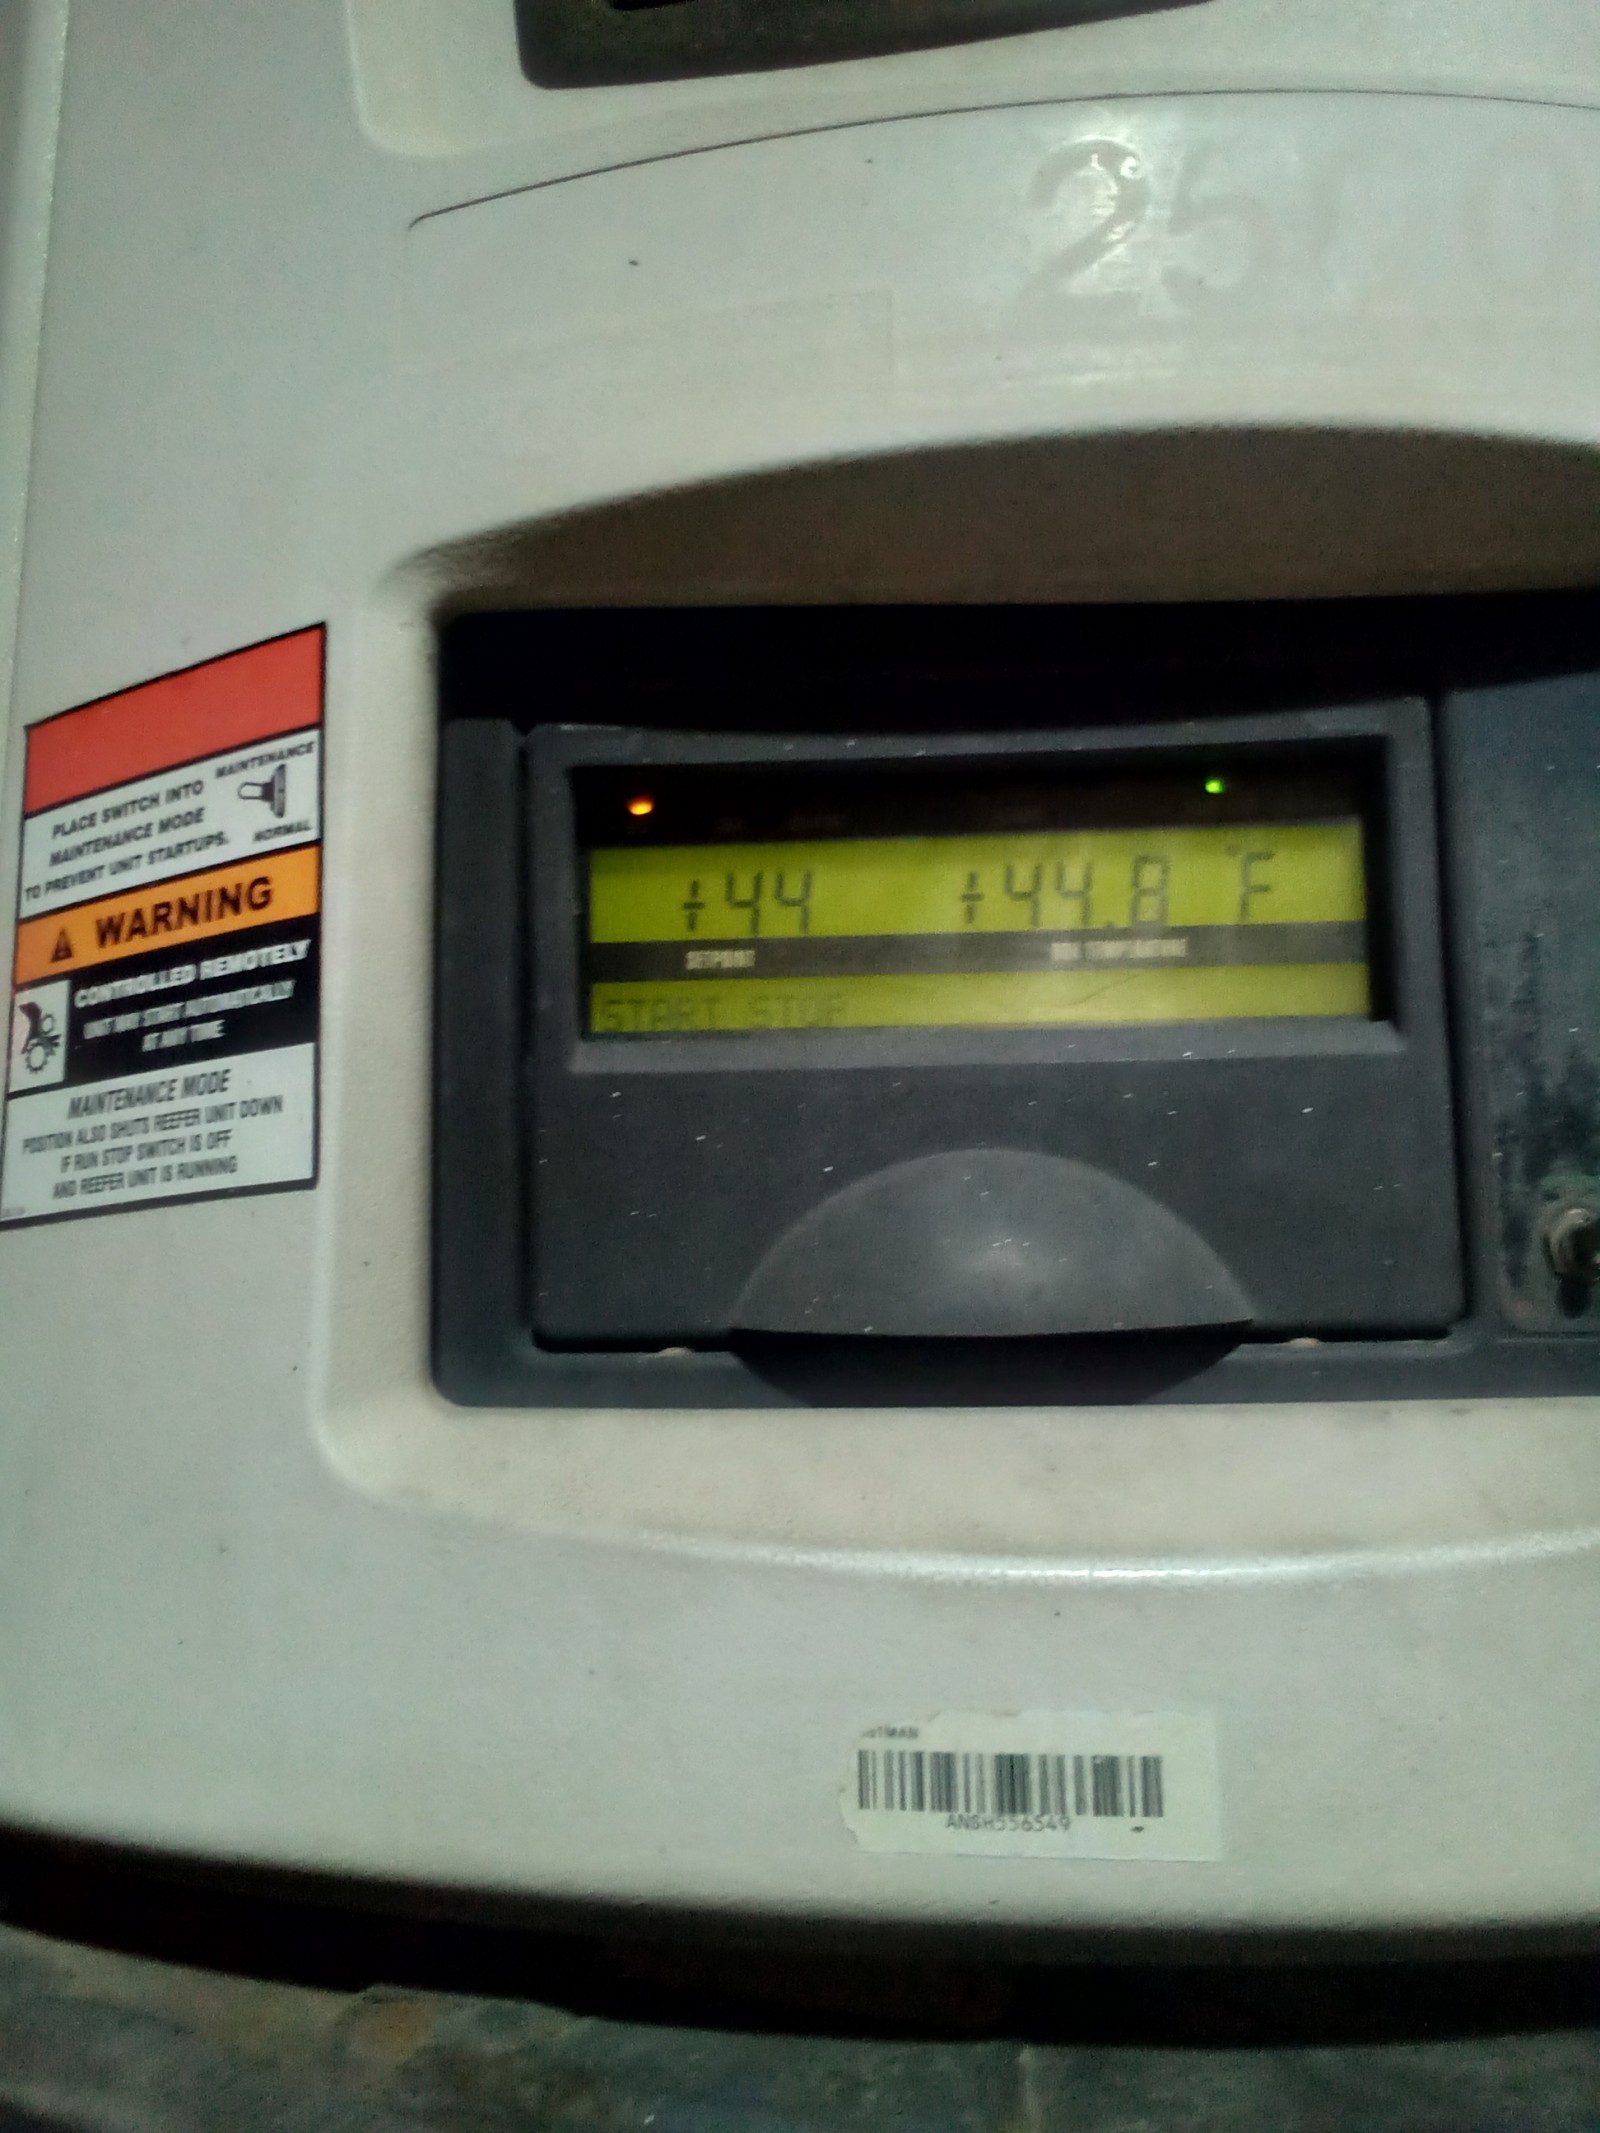 25
PLACE SWITCH INTO
MAINTENANCE MODE
TO PREVENT UNIT STARTUPS.
MAINTENANCE
NORMAL
WARNING
CONTROLLED REMOTELY
UNIT MAY START AUTOMATICALLY
AT ANY TIME
MAINTENANCE MODE
POSITION ALSO SHUTS REEFER UNIT DOWN
IF RUN STOP SWITCH IS OFF
AND REEFER UNIT IS RUNNING
+44 +44.8 °F
SETPOINT BOX TEMPERATURE
START STOP